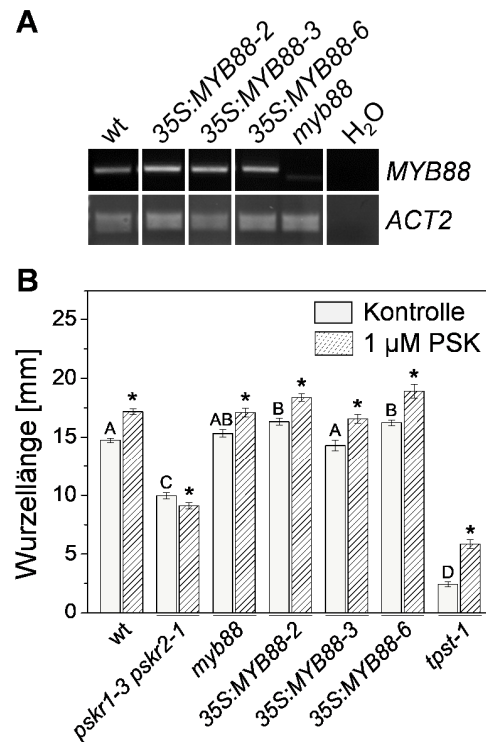 A
wt
35S:MYB88-2
35S:MYB88-3
35S:MYB88-6
myb88
H₂O
MYB88
ACT2
B
Wurzellänge [mm]
25
20
15
10
5
0
Kontrolle
1 µM PSK
A
*
C
*
AB
*
B
*
A
*
B
*
D
*
wt
pskr1-3 pskr2-1
myb88
35S:MYB88-2
35S:MYB88-3
35S:MYB88-6
tpst-1